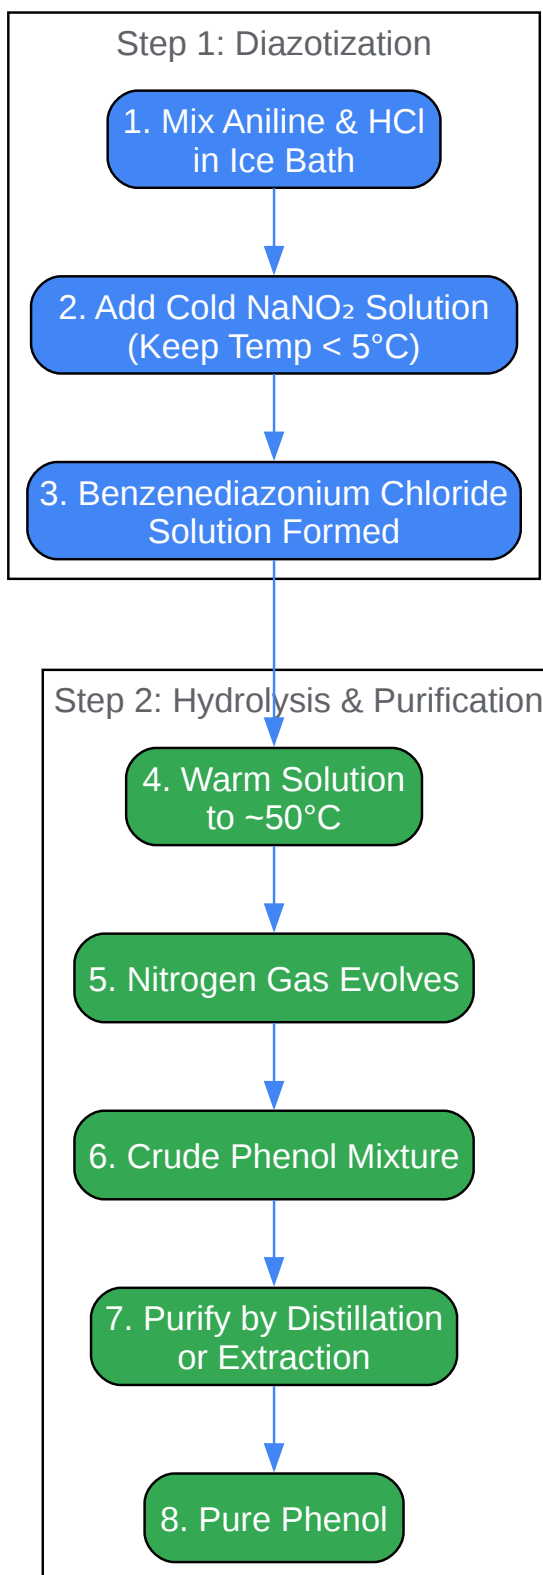 Step 1: Diazotization
1. Mix Aniline & HCl
in Ice Bath
2. Add Cold NaNO₂ Solution
(Keep Temp < 5°C)
3. Benzenediazonium Chloride
Solution Formed
Step 2: Hydrolysis & Purification
4. Warm Solution
to ~50°C
5. Nitrogen Gas Evolves
6. Crude Phenol Mixture
7. Purify by Distillation
or Extraction
8. Pure Phenol